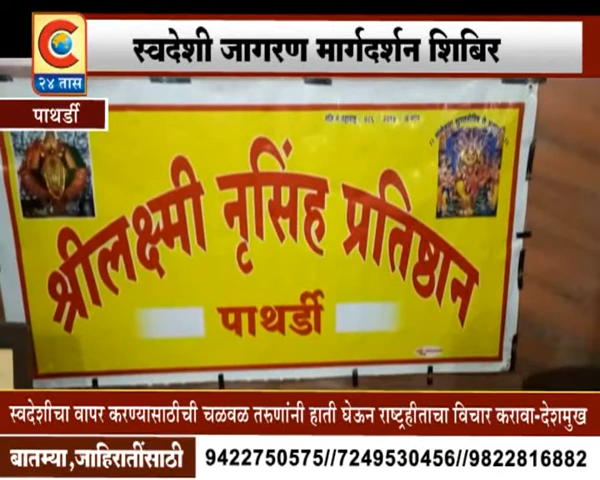 स्वदेशी जागरण मार्गदर्शन शिबिर
C
२४ तास
पाथर्डी
श्रीलक्ष्मी नृसिंह प्रतिष्ठान
पाथर्डी
स्वदेशीचा वापर करण्यासाठीची चळवळ तरुणांनी हाती घेऊन राष्ट्रहीताचा विचार करावा-देशमुख
बातम्या,जाहिरातींसाठी
9422750575//7249530456//9822816882